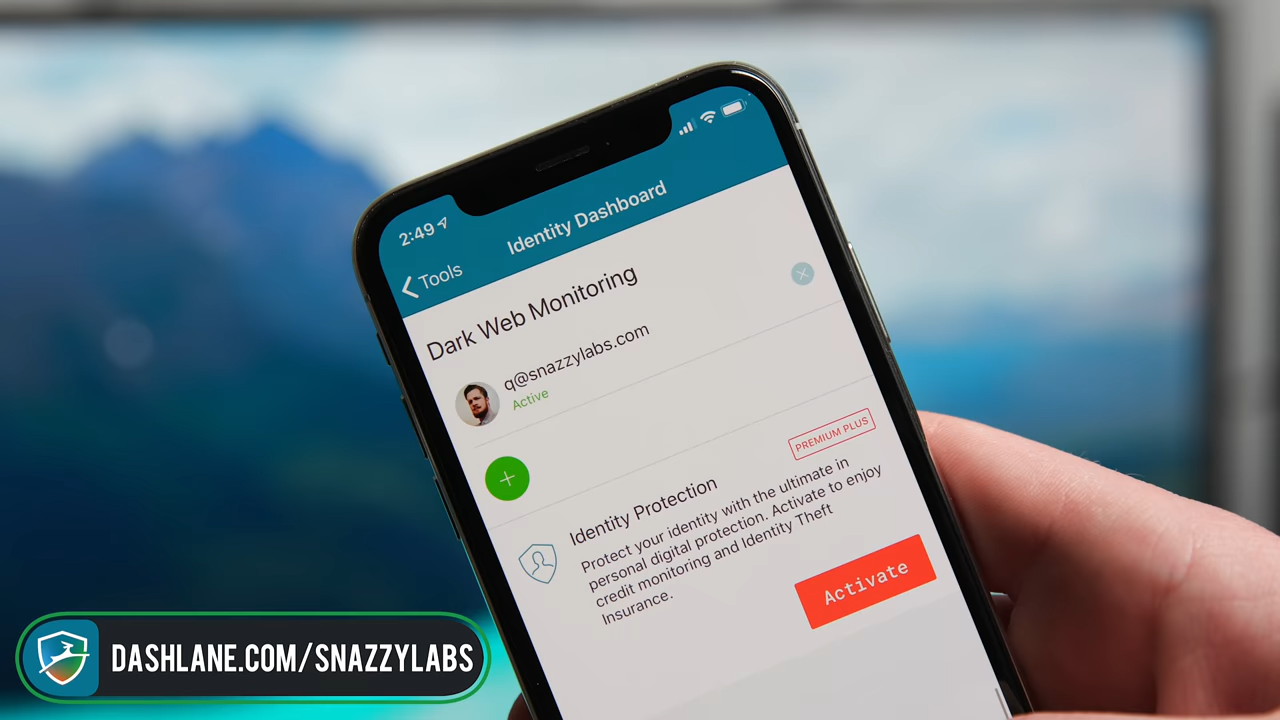 2:49
Tools
Identity Dashboard
Dark Web Monitoring
q@snazzylabs.com
Active
PREMIUM PLUS
Identity Protection
Protect your identity with the ultimate in
personal digital protection. Activate to enjoy
credit monitoring and Identity Theft
Insurance.
Activate
DASHLANE.COM/SNAZZYLABS